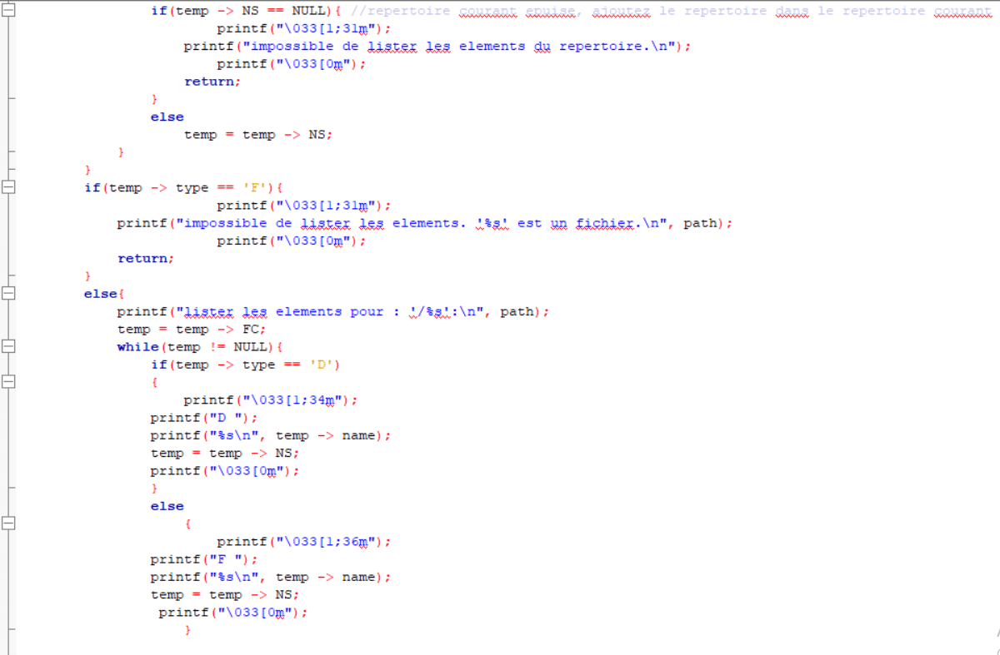 if(temp -> NS == NULL){ //repertoire courant epuise, ajoutez le repertoire dans le repertoire courant
printf("\033[1;31m");
printf("impossible de lister les elements du repertoire.\n");
printf("\033[0m");
return;
}
else
temp = temp -> NS;
}
}
if(temp -> type == 'F'){
printf("\033[1;31m");
printf("impossible de lister les elements. '%s' est un fichier.\n", path);
printf("\033[0m");
return;
}
else{
printf("lister les elements pour : '/%s':\n", path);
temp = temp -> FC;
while(temp != NULL){
if(temp -> type == 'D')
{
printf("\033[1;34m");
printf("D ");
printf("%s\n", temp -> name);
temp = temp -> NS;
printf("\033[0m");
}
else
{
printf("\033[1;36m");
printf("F ");
printf("%s\n", temp -> name);
temp = temp -> NS;
printf("\033[0m");
}